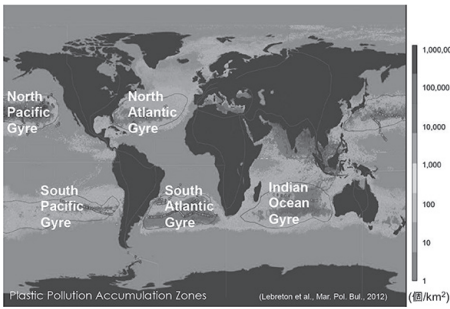 North
Pacific
Gyre
North
Atlantic
Gyre
South
Pacific
Gyre
South
Atlantic
Gyre
Indian
Ocean
Gyre
1,000,00
100,000
10,000
1,000
100
10
1
(個/km²)
Plastic Pollution Accumulation Zones
(Lebreton et al., Mar. Pol. Bul., 2012)